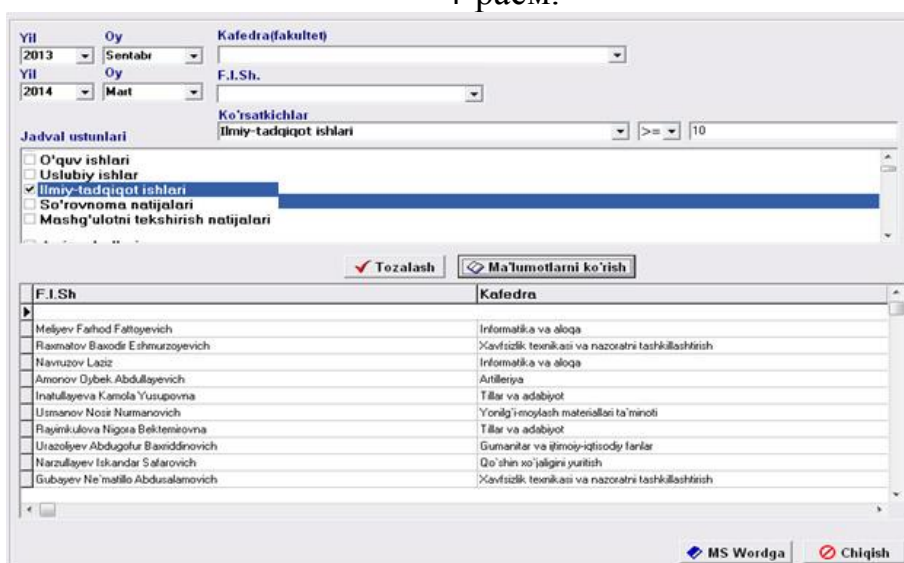 расм.
Yil Oy Kafedra(fakultet)
2013 Sentabr
Yil Oy F.I.Sh.
2014 Mart
Ko'rsatkichlar
Jadval ustunlari Ilmiy-tadqiqot ishlari >= 10
O'quv ishlari
Uslubiy ishlar
Ilmiy-tadqiqot ishlari
So'rovnoma natijalari
Mashg'ulotni tekshirish natijalari
Tozalash Ma'lumotlarni ko'rish
F.I.Sh Kafedra
Meliyev Farhod Fattoyevich Informatika va aloqa
Raxmatov Baxodir Eshmurzoyevich Xavfsizlik texnikasi va nazoratni tashkillashtirish
Navruzov Laziz Informatika va aloqa
Amonov Oybek Abdullayevich Artilleriya
Inatullayeva Kamola Yusupovna Tillar va adabiyot
Usmanov Nosir Nurmanovich Yonilg'i-moylash materiallari ta'minoti
Rayimkulova Nigora Bektemirovna Tillar va adabiyot
Urazoliyev Abdugofur Baxriddinovich Gumanitar va ijtimoiy-iqtisodiy fanlar
Narzullayev Iskandar Safarovich Qo`shin xo`jaligini yuritish
Gubayev Ne`matillo Abdusalamovich Xavfsizlik texnikasi va nazoratni tashkillashtirish
MS Wordga Chiqish